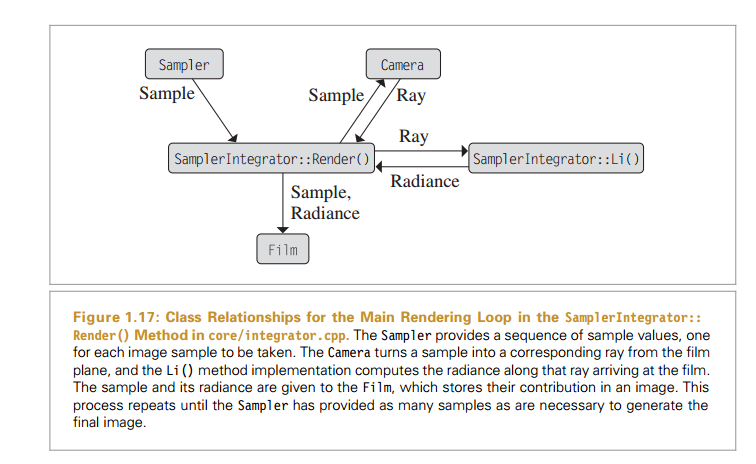 Sampler
Camera
Sample
Sample
Ray
Ray
SamplerIntegrator::Render()
SamplerIntegrator::Li()
Radiance
Sample,
Radiance
Film
Figure 1.17: Class Relationships for the Main Rendering Loop in the SamplerIntegrator::
Render() Method in core/integrator.cpp. The Sampler provides a sequence of sample values, one
for each image sample to be taken. The Camera turns a sample into a corresponding ray from the film
plane, and the Li() method implementation computes the radiance along that ray arriving at the film.
The sample and its radiance are given to the Film, which stores their contribution in an image. This
process repeats until the Sampler has provided as many samples as are necessary to generate the
final image.